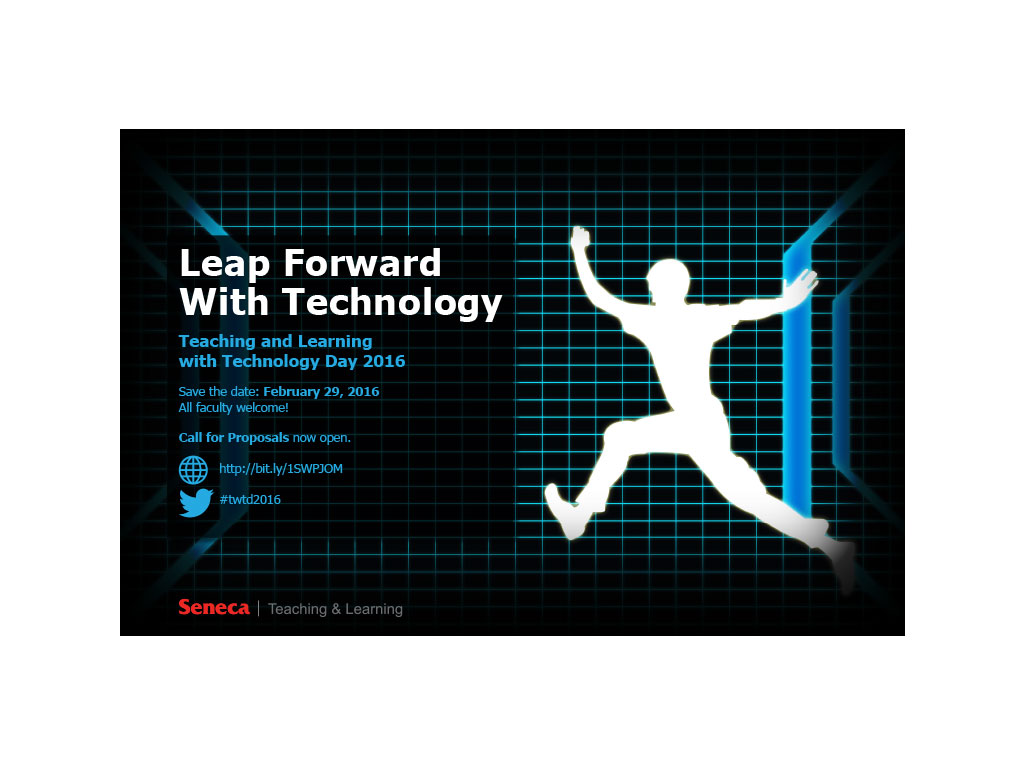 Leap Forward
With Technology
Teaching and Learning
with Technology Day 2016
Save the date: February 29, 2016
All faculty welcome!
Call for Proposals now open.
http://bit.ly/1SWPJOM
#twtd2016
Seneca | Teaching & Learning